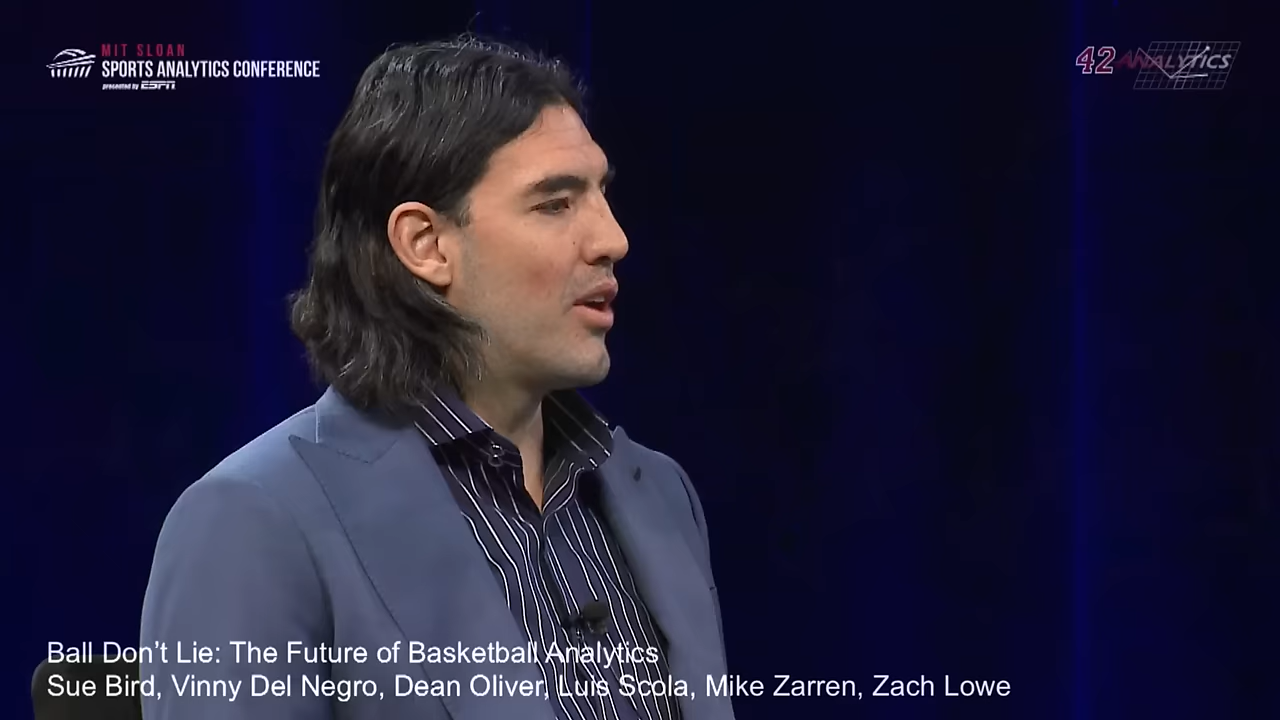 MIT SLOAN
SPORTS ANALYTICS CONFERENCE
presented by ESPN
42 ANALYTICS
Ball Don't Lie: The Future of Basketball Analytics
Sue Bird, Vinny Del Negro, Dean Oliver, Luis Scola, Mike Zarren, Zach Lowe